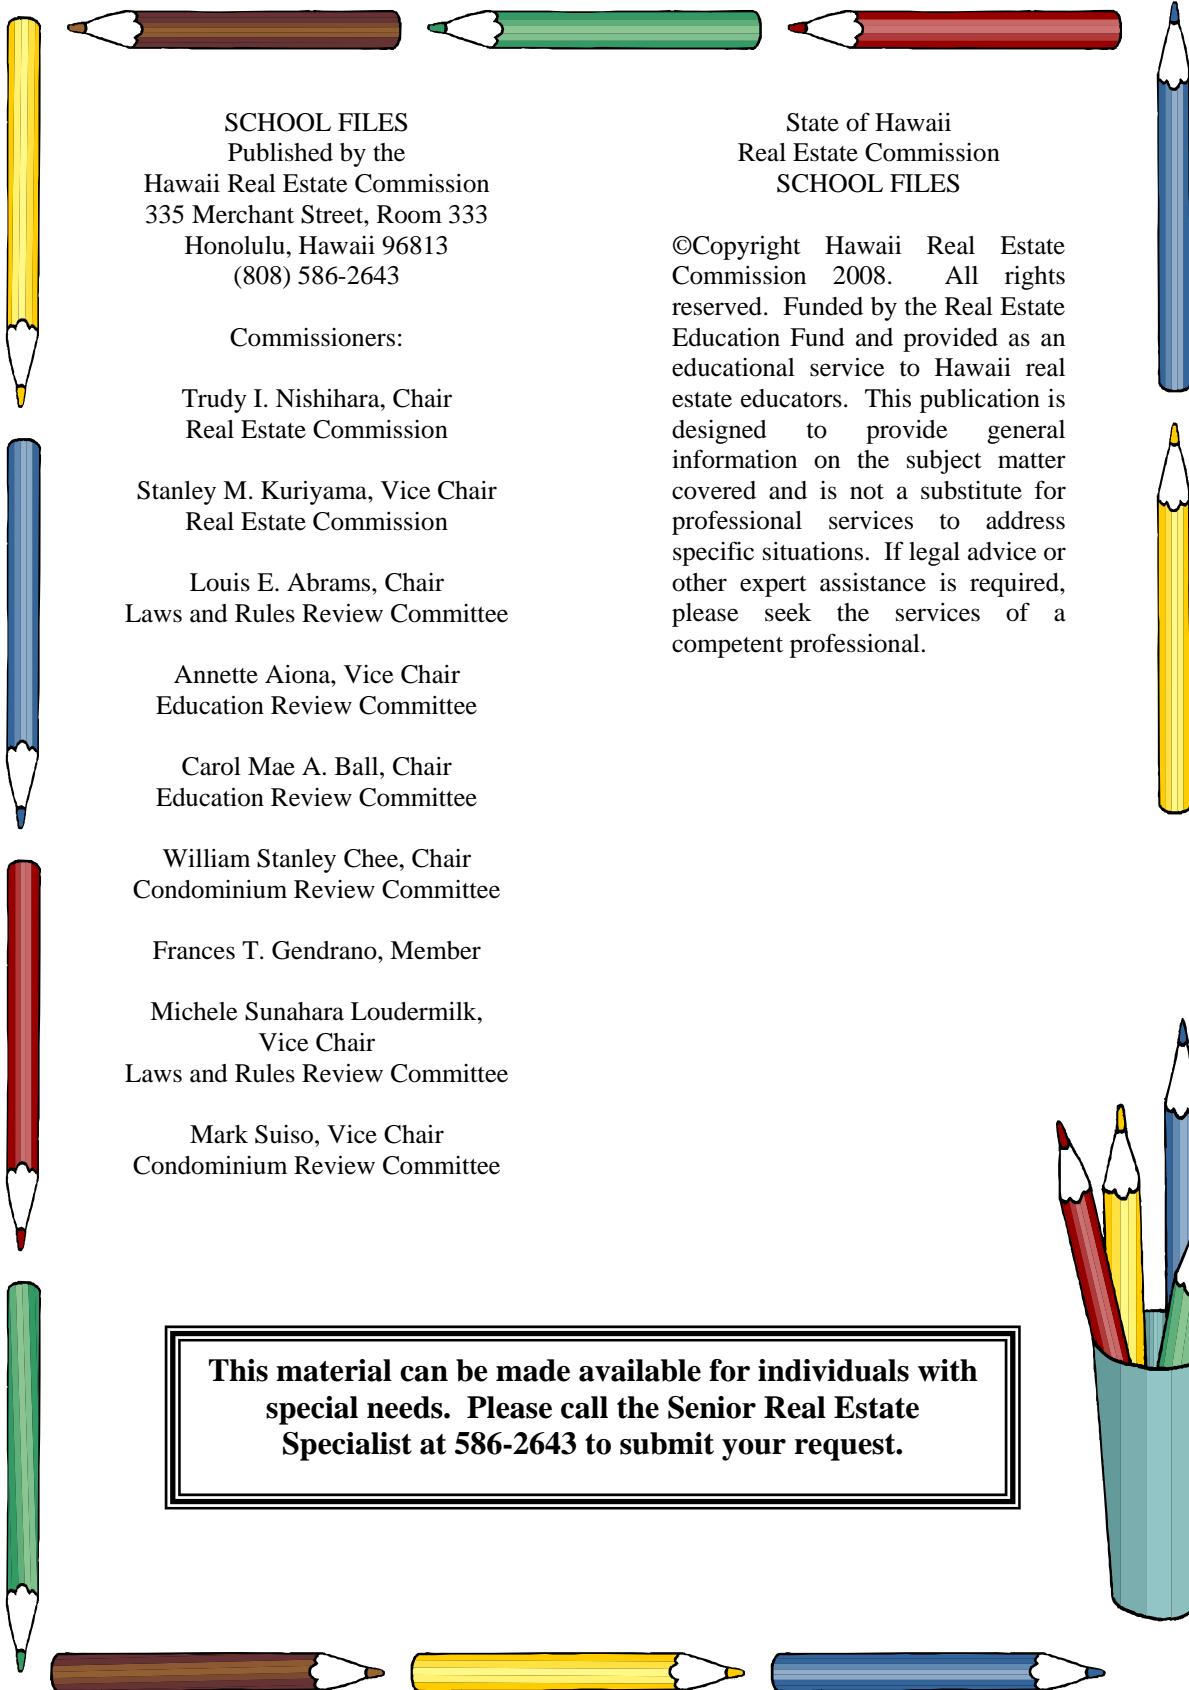 SCHOOL FILES
Published by the
Hawaii Real Estate Commission
335 Merchant Street, Room 333
Honolulu, Hawaii 96813
(808) 586-2643
Commissioners:
Trudy I. Nishihara, Chair
Real Estate Commission
Stanley M. Kuriyama, Vice Chair
Real Estate Commission
Louis E. Abrams, Chair
Laws and Rules Review Committee
Annette Aiona, Vice Chair
Education Review Committee
Carol Mae A. Ball, Chair
Education Review Committee
William Stanley Chee, Chair
Condominium Review Committee
Frances T. Gendrano, Member
Michele Sunahara Loudermilk,
Vice Chair
Laws and Rules Review Committee
Mark Suiso, Vice Chair
Condominium Review Committee
State of Hawaii
Real Estate Commission
SCHOOL FILES
©Copyright Hawaii Real Estate
Commission 2008. All rights
reserved. Funded by the Real Estate
Education Fund and provided as an
educational service to Hawaii real
estate educators. This publication is
designed to provide general
information on the subject matter
covered and is not a substitute for
professional services to address
specific situations. If legal advice or
other expert assistance is required,
please seek the services of a
competent professional.
This material can be made available for individuals with
special needs. Please call the Senior Real Estate
Specialist at 586-2643 to submit your request.